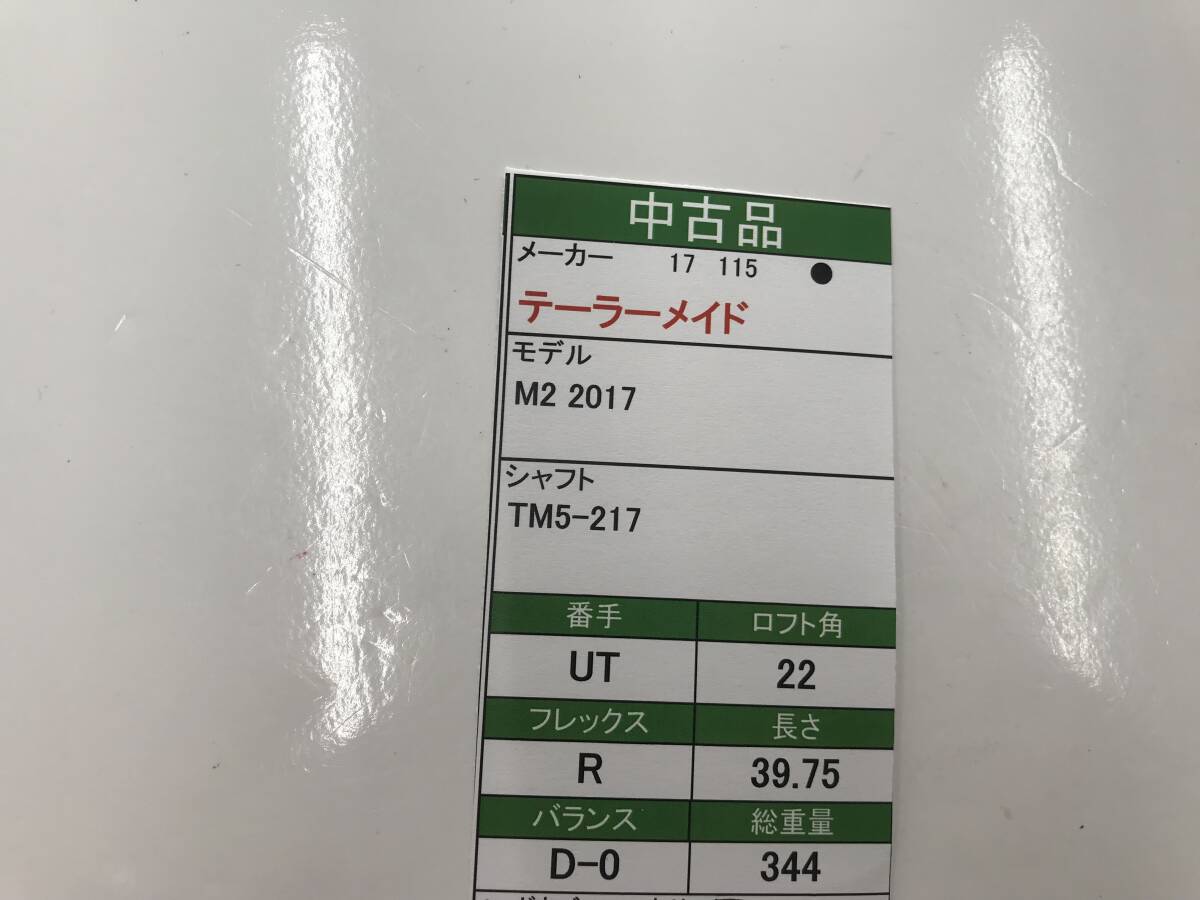 中古品
メーカー 17 115 ●
テーラーメイド
モデル
M2 2017
シャフト
TM5-217
番手 ロフト角
UT 22
フレックス 長さ
R 39.75
バランス 総重量
D-0 344